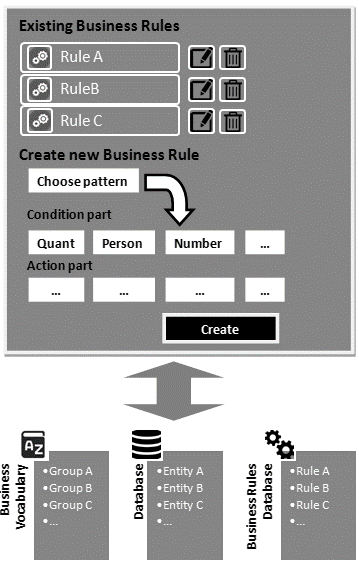 Existing Business Rules
Rule A
RuleB
Rule C
Create new Business Rule
Choose pattern
Condition part
Quant Person Number ...
Action part
... ... ... ...
Create
AZ
Business
Vocabulary
•Group A
•Group B
•Group C
•...
Database
•Entity A
•Entity B
•Entity C
•...
Business Rules
Database
•Rule A
•Rule B
•Rule C
•...